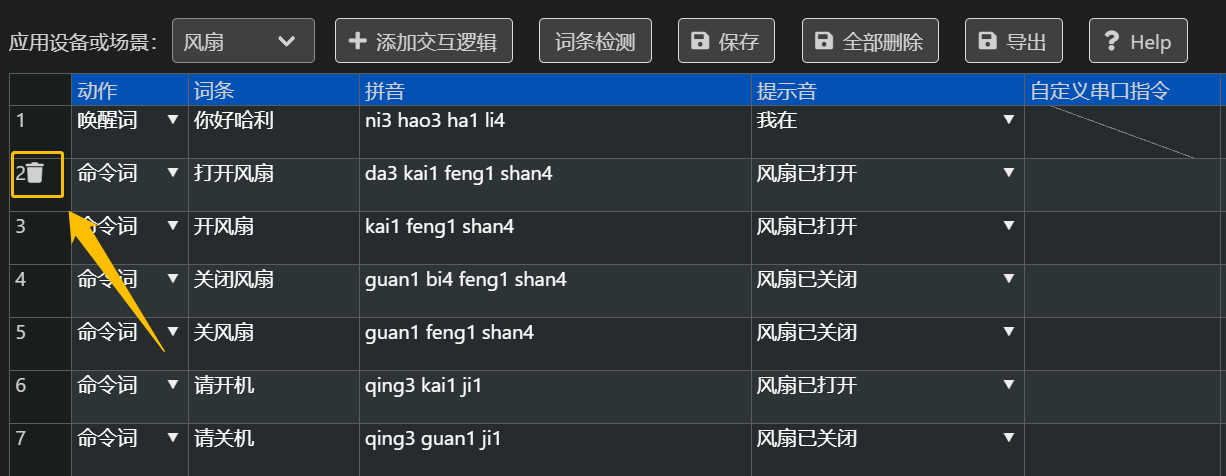 应用设备或场景: 风扇 添加交互逻辑 词条检测 保存 全部删除 导出 ? Help
动作 词条 拼音 提示音 自定义串口指令
1 唤醒词 你好哈利 ni3 hao3 ha1 li4 我在
2 命令词 打开风扇 da3 kai1 feng1 shan4 风扇已打开
3 命令词 开风扇 kai1 feng1 shan4 风扇已打开
4 命令词 关闭风扇 guan1 bi4 feng1 shan4 风扇已关闭
5 命令词 关风扇 guan1 feng1 shan4 风扇已关闭
6 命令词 请开机 qing3 kai1 ji1 风扇已打开
7 命令词 请关机 qing3 guan1 ji1 风扇已关闭